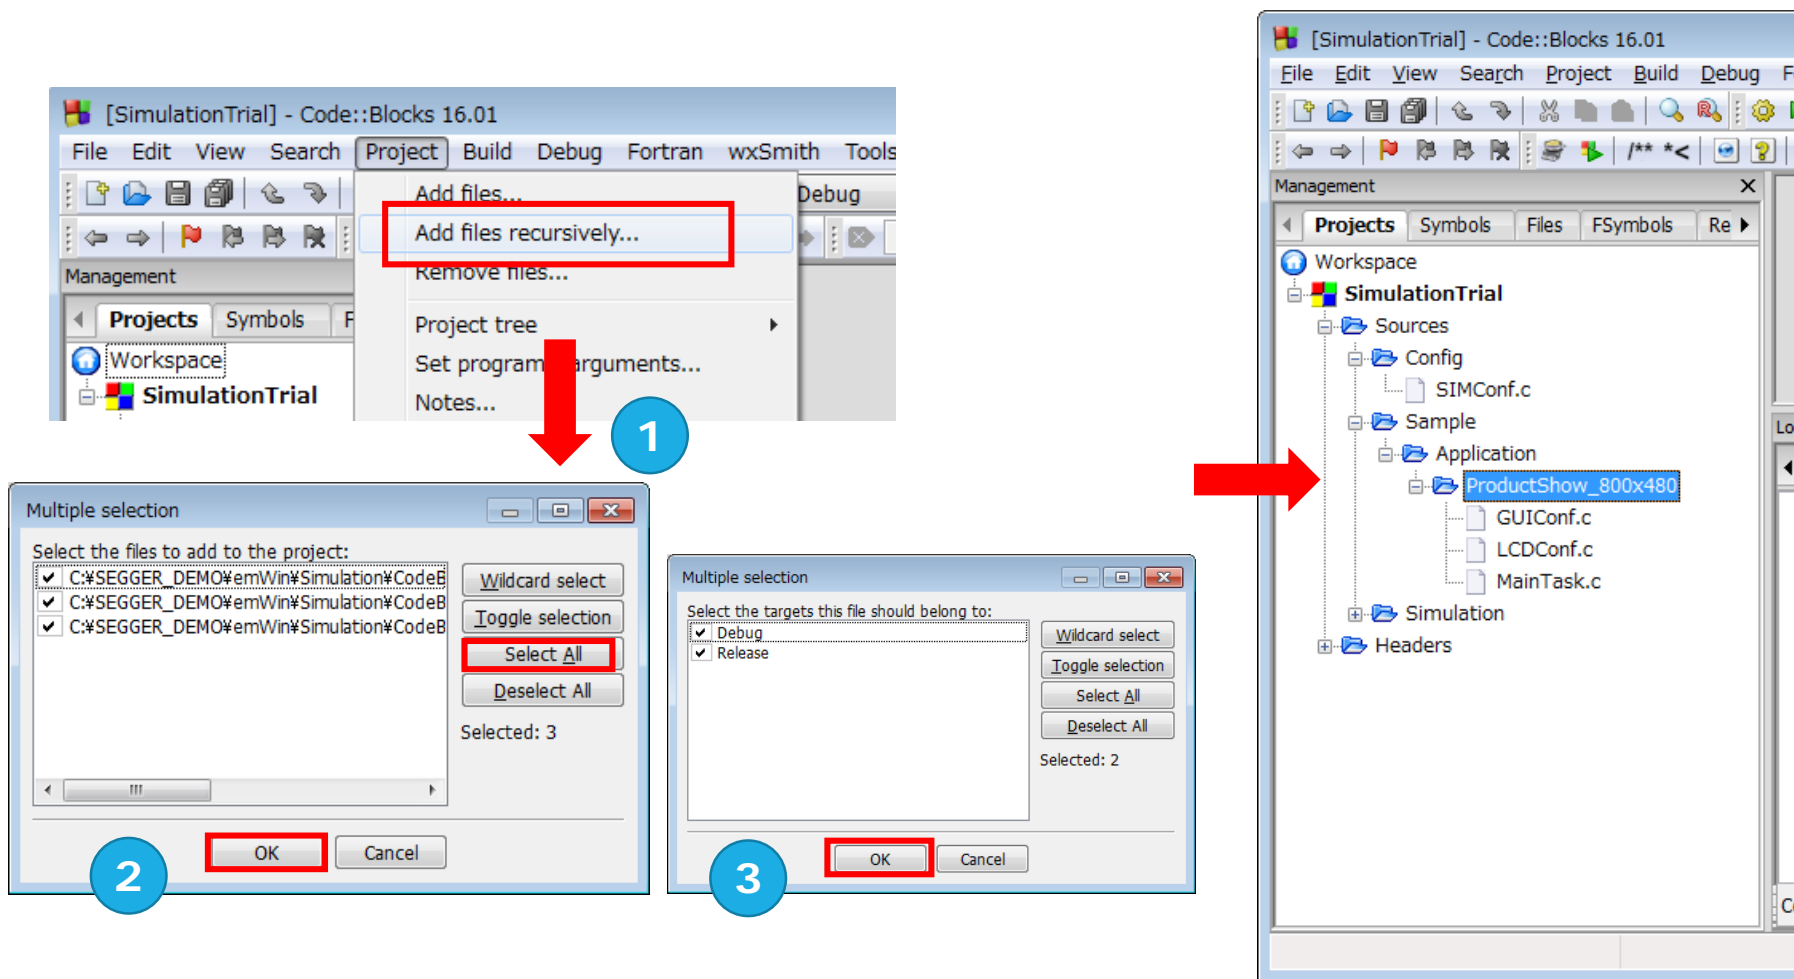 [SimulationTrial] - Code::Blocks 16.01
File Edit View Search Project Build Debug Fortran wxSmith Tools
Add files...
Debug
Add files recursively...
Remove files...
Management
Projects Symbols F
Project tree
Workspace
Set program arguments...
SimulationTrial
Notes...
1
Multiple selection
Select the files to add to the project:
C:¥SEGGER_DEMO¥emWin¥Simulation¥CodeB
C:¥SEGGER_DEMO¥emWin¥Simulation¥CodeB
C:¥SEGGER_DEMO¥emWin¥Simulation¥CodeB
Wildcard select
Toggle selection
Select All
Deselect All
Selected: 3
OK Cancel
2
Multiple selection
Select the targets this file should belong to:
Debug
Release
Wildcard select
Toggle selection
Select All
Deselect All
Selected: 2
OK Cancel
3
[SimulationTrial] - Code::Blocks 16.01
File Edit View Search Project Build Debug F
/** *<
Management
Projects Symbols Files FSymbols Re
Workspace
SimulationTrial
Sources
Config
SIMConf.c
Sample
Lo
Application
ProductShow_800x480
GUIConf.c
LCDConf.c
MainTask.c
Simulation
Headers
C